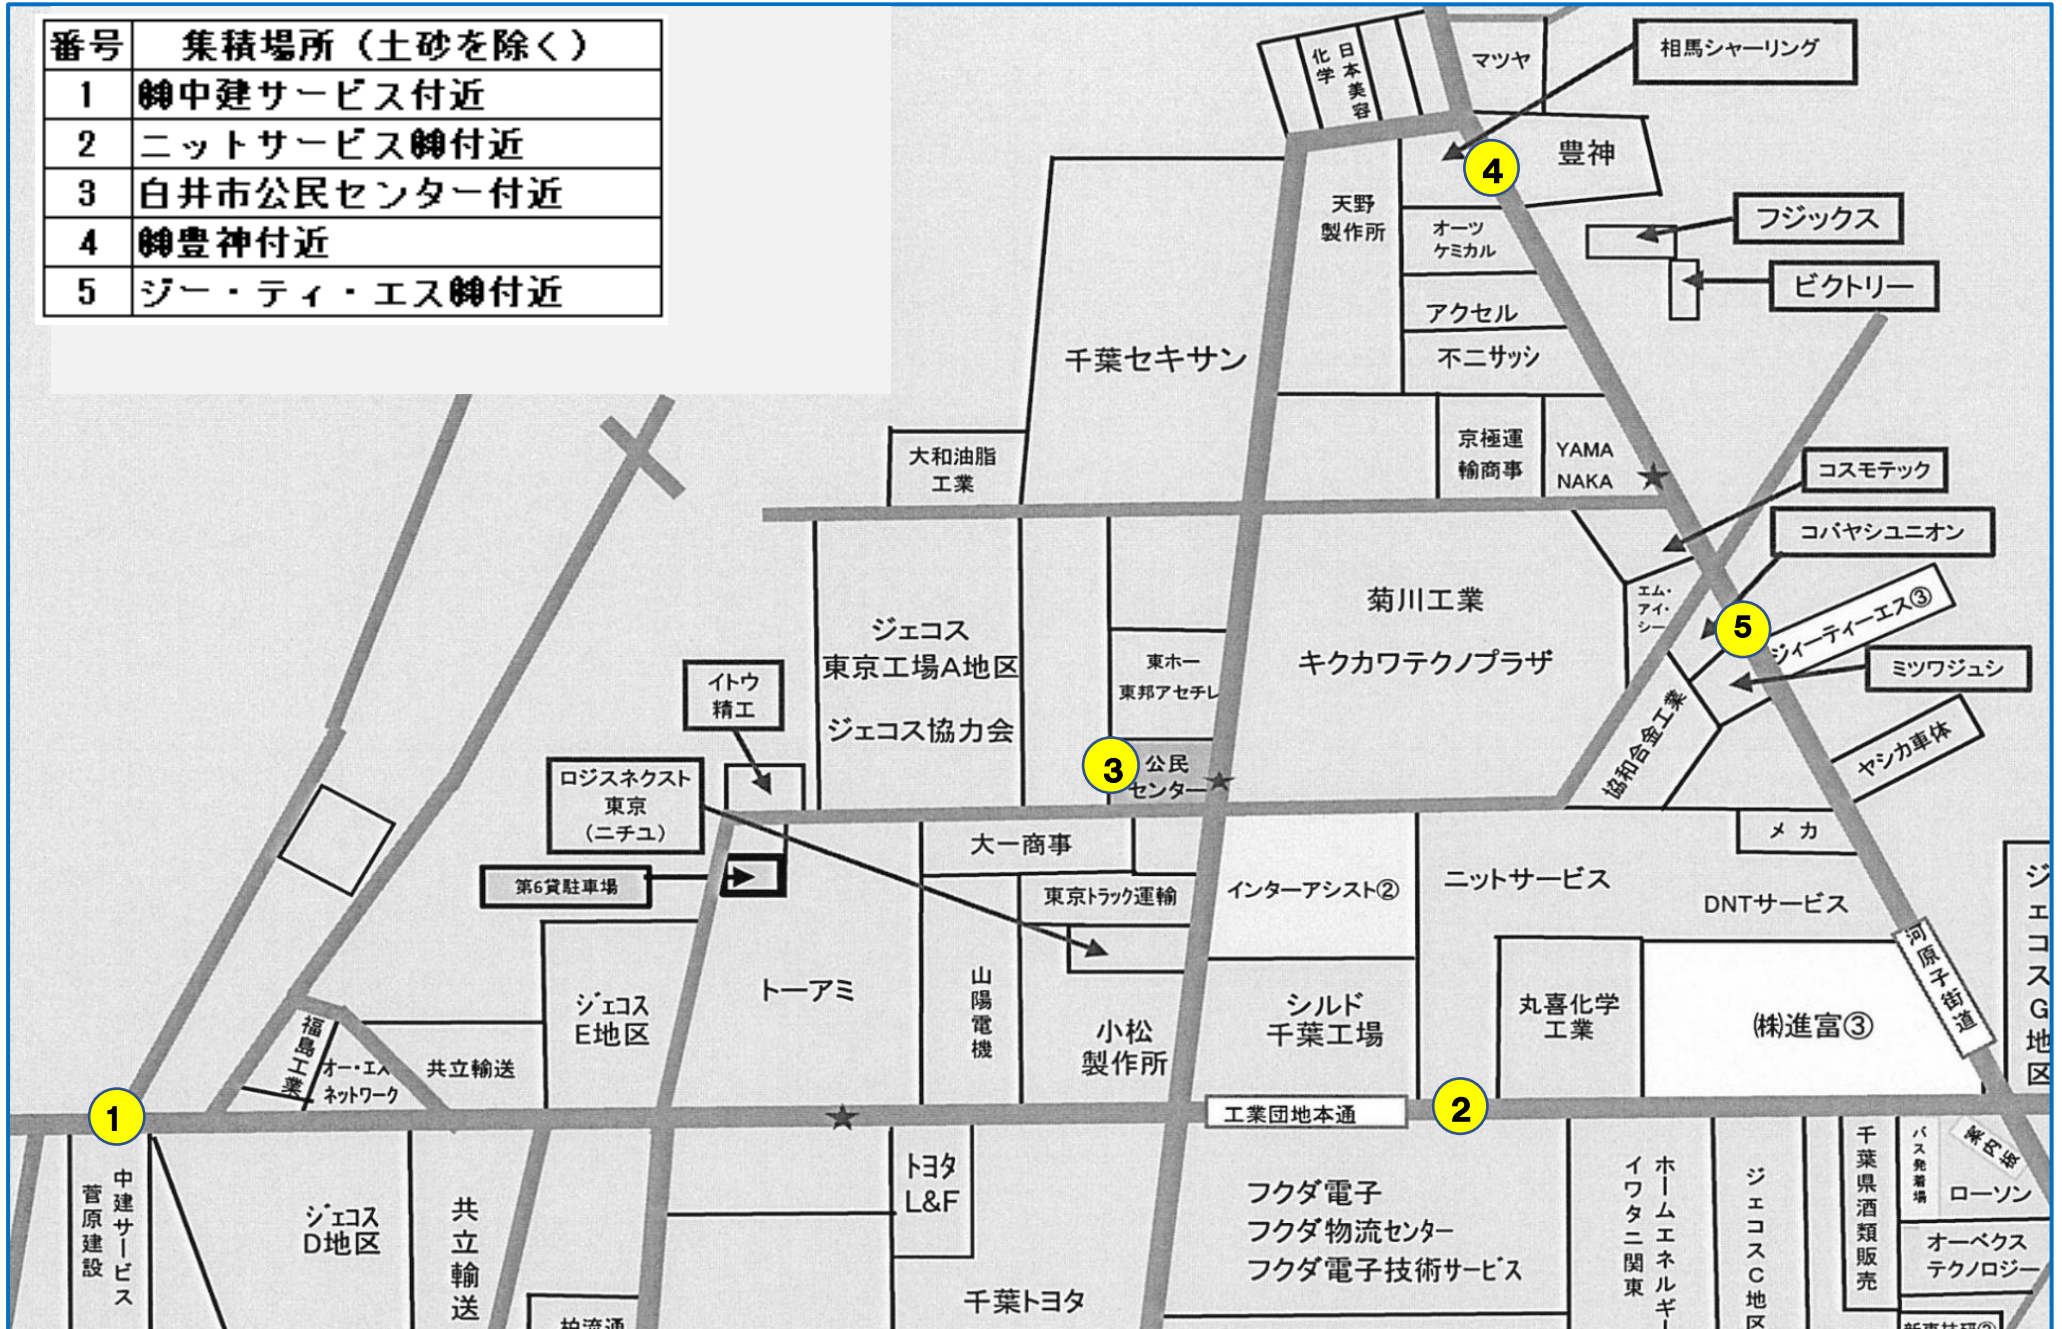 番号 集積場所（土砂を除く）
1 ㈱中建サービス付近
2 ニットサービス㈱付近
3 白井市公民センター付近
4 ㈱豊神付近
5 ジー・ティ・エス㈱付近
日本美容
化学
マツヤ
相馬シャーリング
4
豊神
天野
製作所
オーツ
ケミカル
フジックス
ビクトリー
アクセル
不二サッシ
千葉セキサン
大和油脂
工業
京極運
輸商事
YAMA
NAKA
コスモテック
コバヤシユニオン
エム・
アイ・
シー
5
ジィーティーエス③
ミツワジュシ
菊川工業
キクカワテクノプラザ
協和合金工業
ヤシカ車体
ジェコス
東京工場A地区
ジェコス協力会
東ホー
東邦アセチレ
3
公民
センター
イトウ
精工
ロジスネクスト
東京
（ニチユ）
第6貸駐車場
大一商事
東京トラック運輸
インターアシスト②
ニットサービス
メカ
DNTサービス
河原子街道
ジェコスG地区
ジェコス
E地区
トーアミ
山陽電機
小松
製作所
シルド
千葉工場
丸喜化学
工業
㈱進富③
福島工業
オー・エス
ネットワーク
共立輸送
1
工業団地本通
2
中建サービス
菅原建設
ジェコス
D地区
共立輸送
トヨタ
L&F
千葉トヨタ
フクダ電子
フクダ物流センター
フクダ電子技術サービス
ホームエネルギー
イワタニ関東
ジェコスC地区
千葉県酒類販売
バス発着場
案内板
ローソン
オーベクス
テクノロジー
柏流通